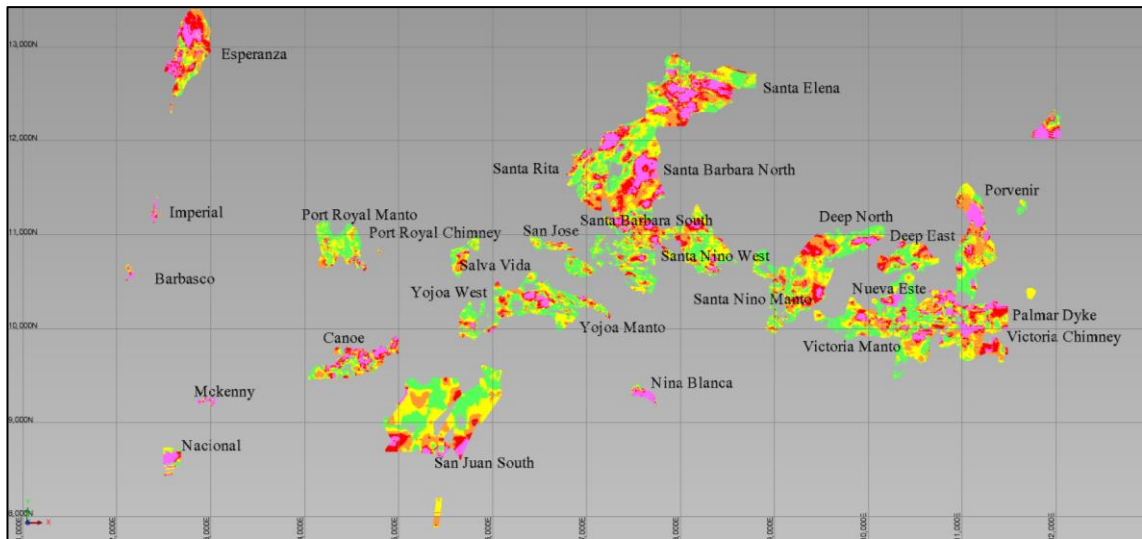 13,000N
Esperanza
Santa Elena
12,000N
Santa Rita
Santa Barbara North
Porvenir
Imperial
Port Royal Manto
Santa Barbara South
Deep North
11,000N
Port Royal Chimney
San Jose
Deep East
Santa Nino West
Barbasco
Salva Vida
Yojoa West
Santa Nino Manto
Nueva Este
10,000N
Yojoa Manto
Palmar Dyke
Canoe
Victoria Manto
Victoria Chimney
Mckenny
Nina Blanca
9,000N
Nacional
San Juan South
8,000N
X